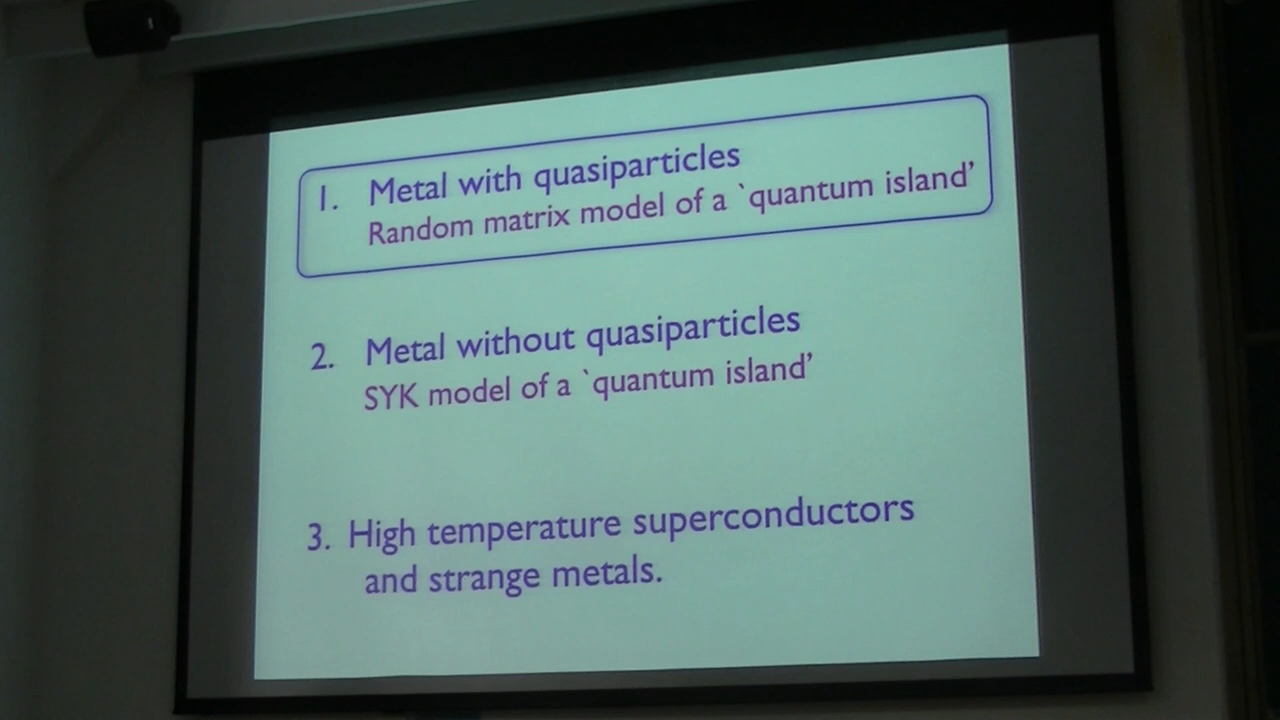 1. Metal with quasiparticles
Random matrix model of a `quantum island’
2. Metal without quasiparticles
SYK model of a `quantum island’
3. High temperature superconductors
and strange metals.